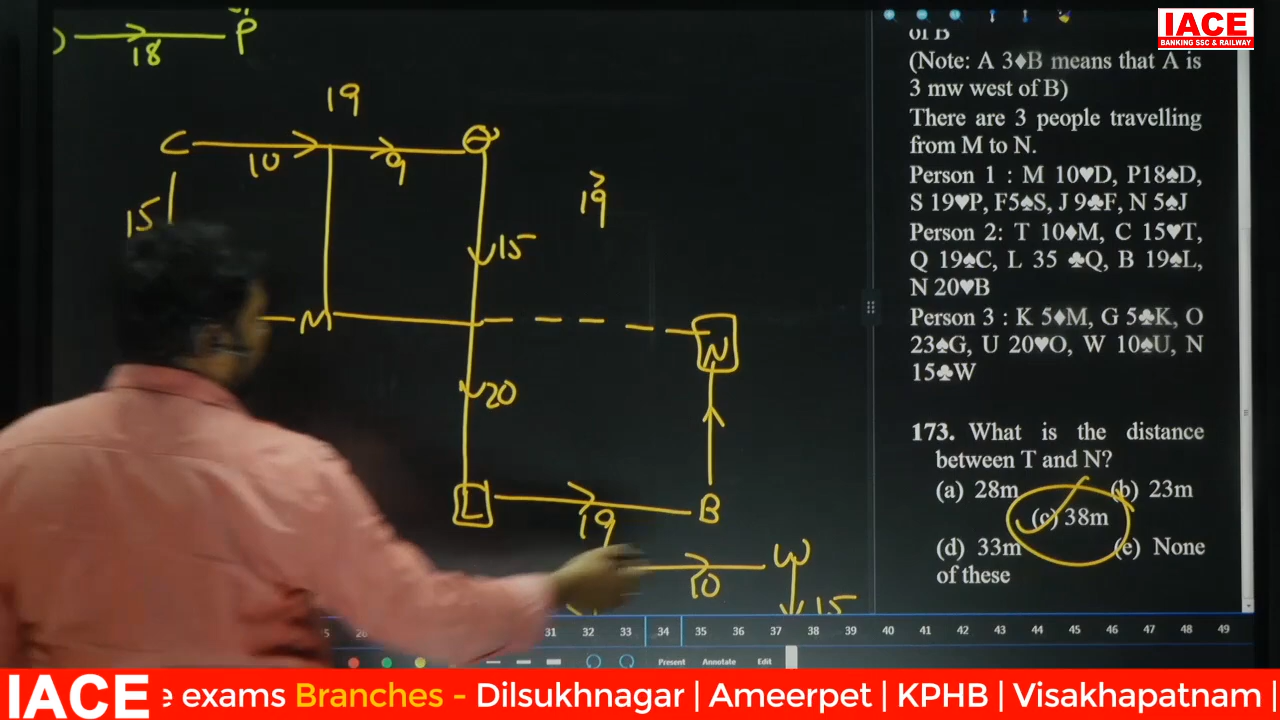 IACE
BANKING SSC & RAILWAY
18
P
19
C
10
9
Q
15
15
19
M
N
20
L
19
B
10
W
15
of B
(Note: A 3♦B means that A is
3 mw west of B)
There are 3 people travelling
from M to N.
Person 1 : M 10♥D, P18♠D,
S 19♥P, F5♠S, J 9♣F, N 5♠J
Person 2: T 10♦M, C 15♥T,
Q 19♠C, L 35 ♣Q, B 19♠L,
N 20♥B
Person 3 : K 5♦M, G 5♣K, O
23♠G, U 20♥O, W 10♠U, N
15♣W
173. What is the distance
between T and N?
(a) 28m (b) 23m
(c) 38m
(d) 33m (e) None
of these
31 32 33 34 35 36 37 38 39 40 41 42 43 44 45 46 47 48 49
Present Annotate Edit
IACE e exams Branches - Dilsukhnagar | Ameerpet | KPHB | Visakhapatnam |